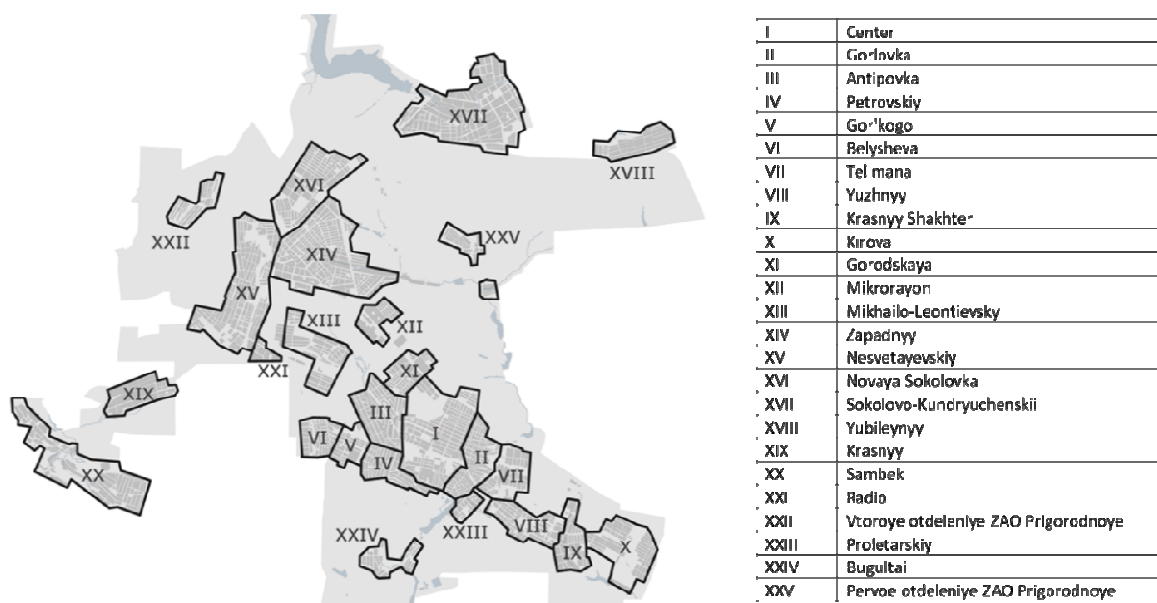 XVII
XVIII
XVI
XXII
XXV
XIV
XV
XIII
XII
XXI
XI
XIX
III
I
VI
V
II
IV
VII
XX
XXIII
VIII
XXIV
IX
X
I Center
II Gorlovka
III Antipovka
IV Petrovskiy
V Gor'kogo
VI Belysheva
VII Tel mana
VIII Yuzhnyy
IX Krasnyy Shakhter
X Kirova
XI Gorodskaya
XII Mikrorayon
XIII Mikhailo-Leontievsky
XIV Zapadnyy
XV Nesvetayevskiy
XVI Novaya Sokolovka
XVII Sokolovo-Kundryuchenskii
XVIII Yubileynyy
XIX Krasnyy
XX Sambek
XXI Radio
XXII Vtoroye otdeleniye ZAO Prigorodnoye
XXIII Proletarskiy
XXIV Bugultai
XXV Pervoe otdeleniye ZAO Prigorodnoye